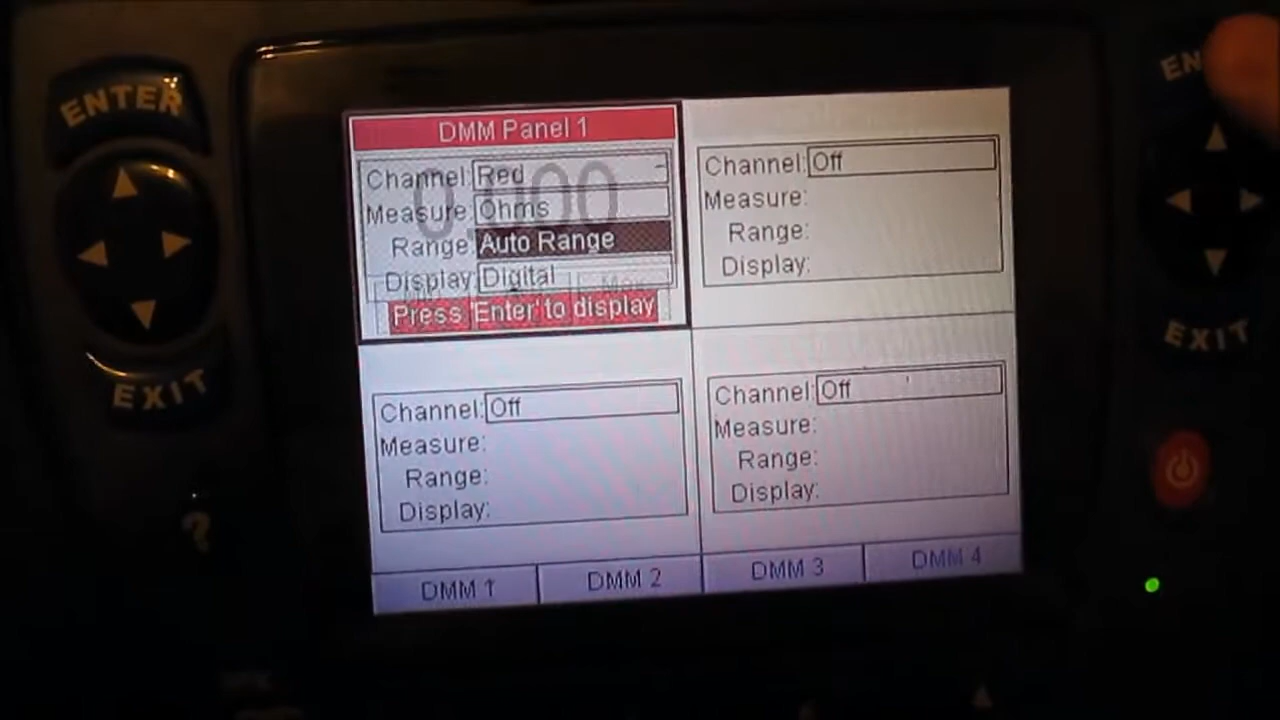 ENTER
EXIT
?
DMM Panel 1
Channel: Red
Measure: Ohms
Range: Auto Range
Display: Digital
Press 'Enter' to display
Channel: Off
Measure:
Range:
Display:
Channel: Off
Measure:
Range:
Display:
Channel: Off
Measure:
Range:
Display:
DMM 1
DMM 2
DMM 3
DMM 4
EN
EXIT